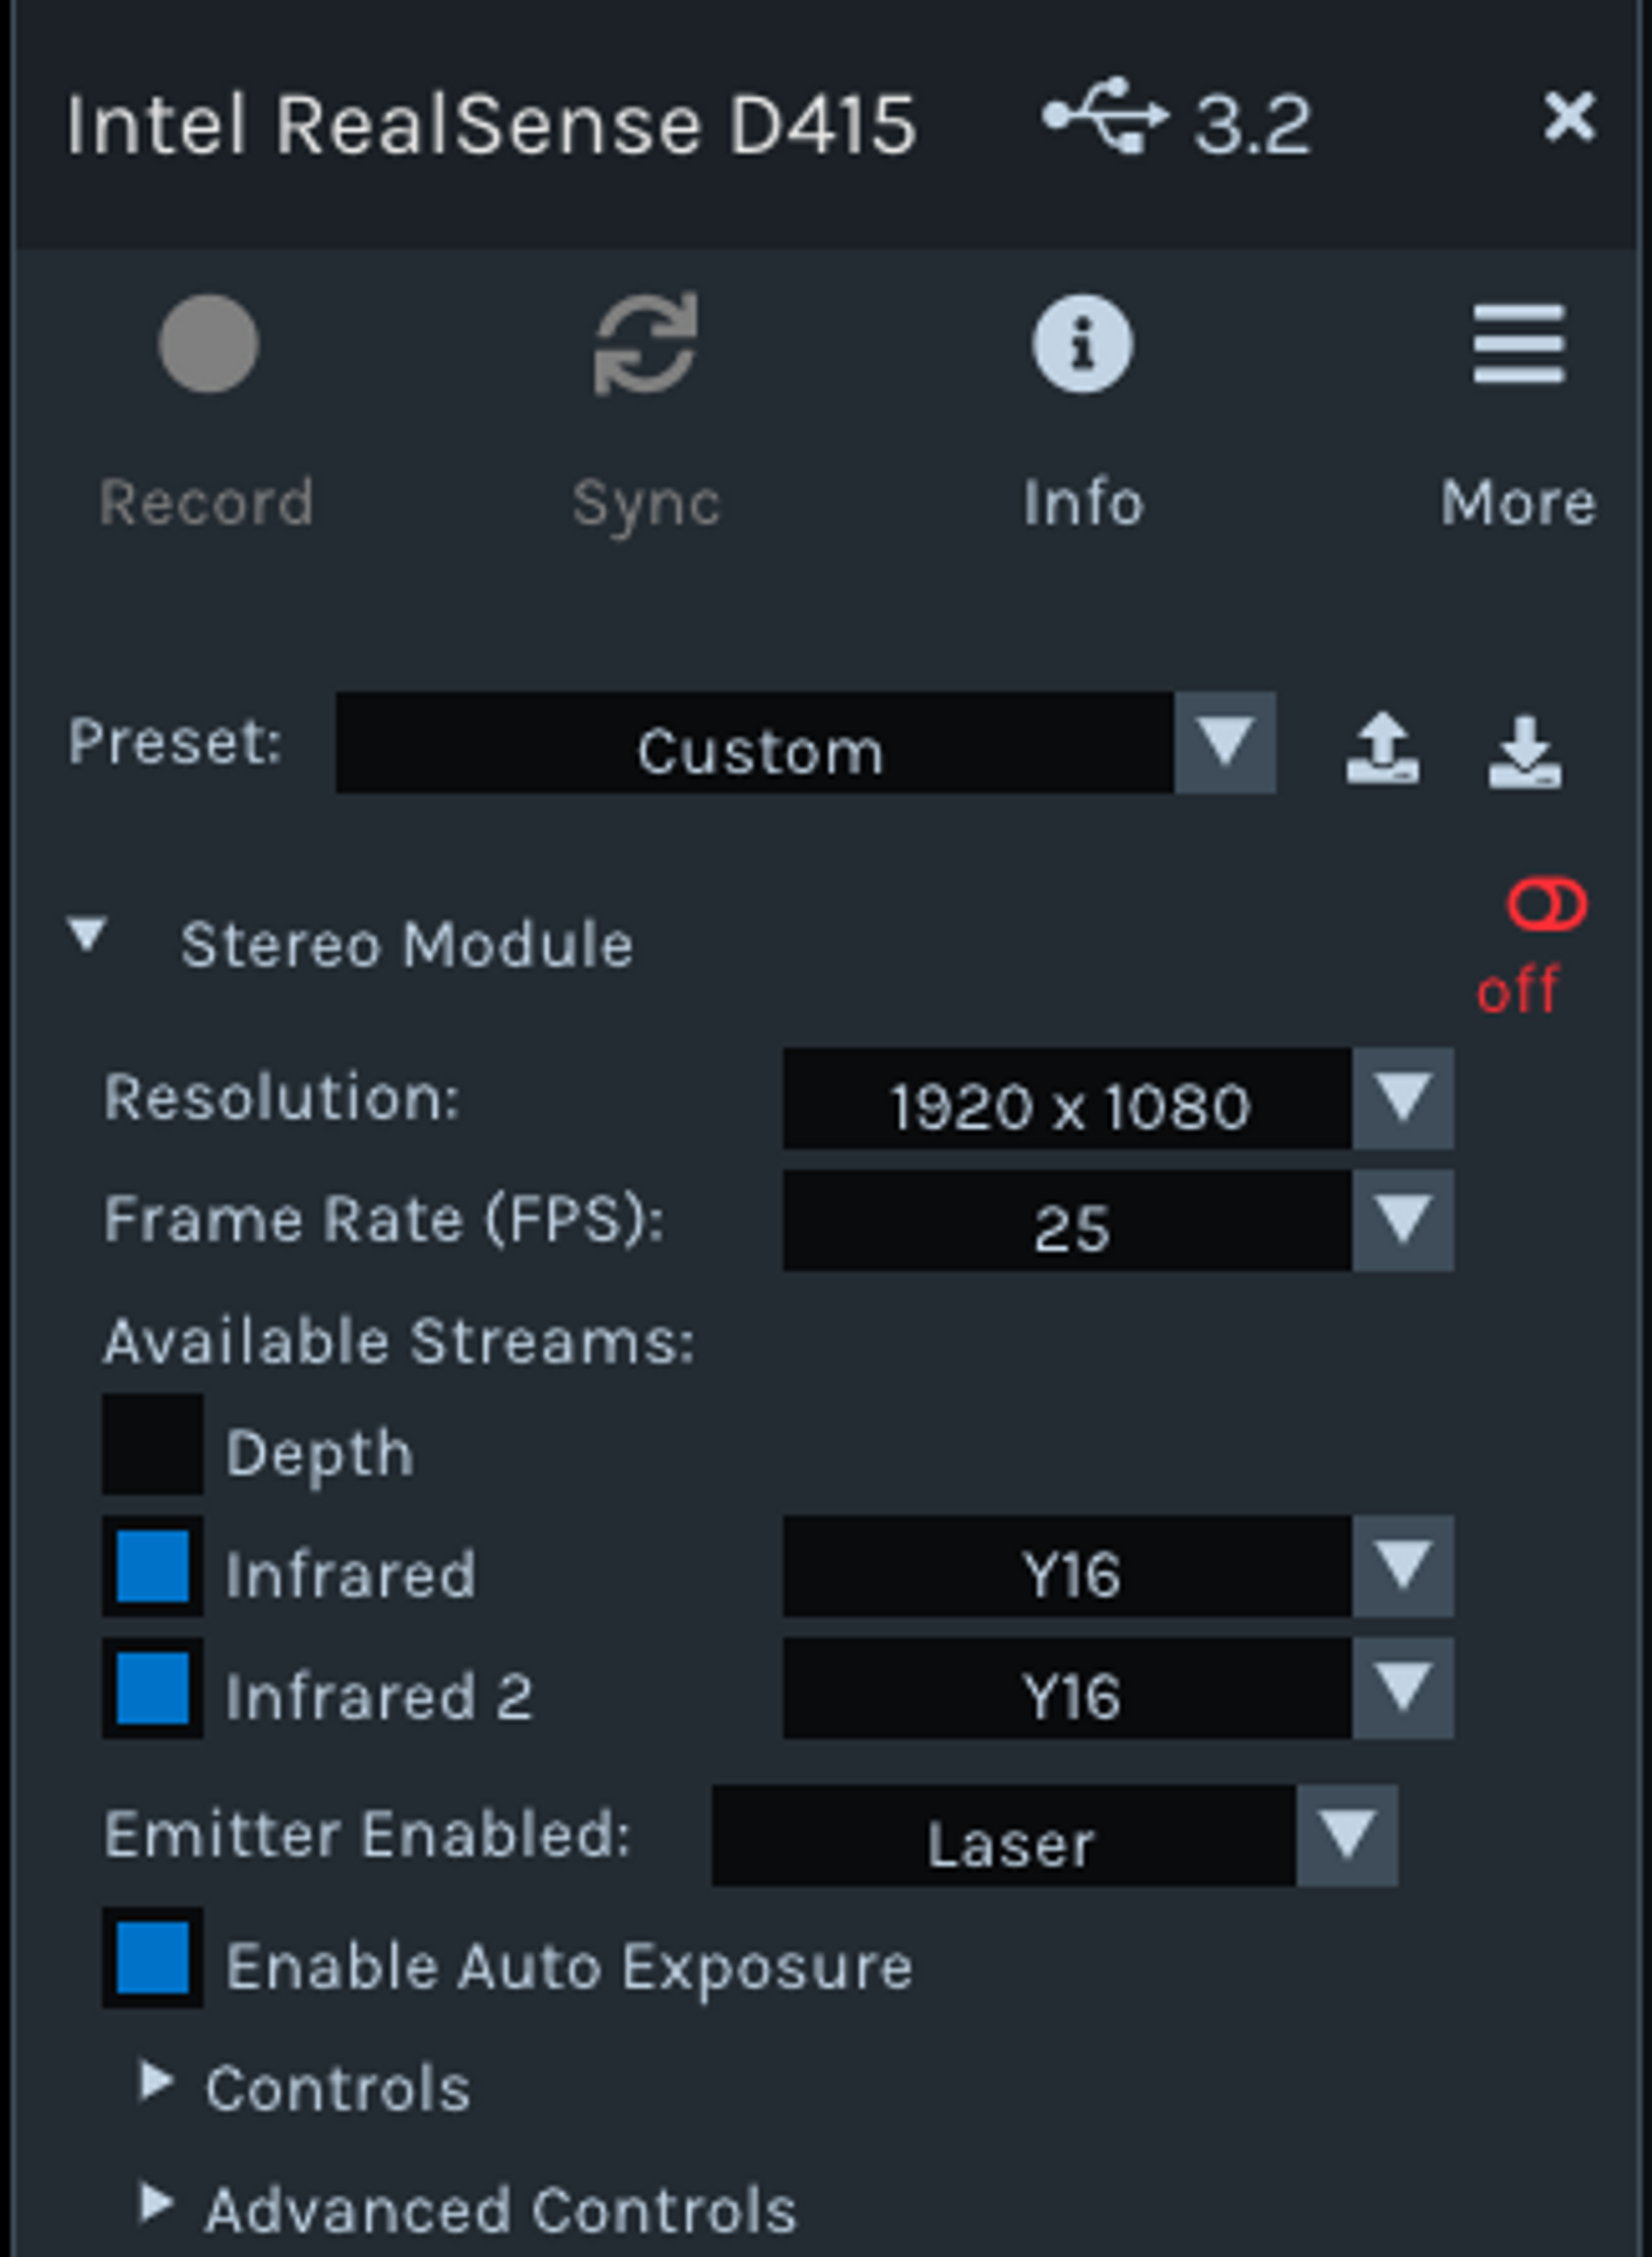 Intel RealSense D415 3.2
Record Sync Info More
Preset: Custom
Stereo Module
off
Resolution: 1920 x 1080
Frame Rate (FPS): 25
Available Streams:
Depth
Infrared Y16
Infrared 2 Y16
Emitter Enabled: Laser
Enable Auto Exposure
Controls
Advanced Controls